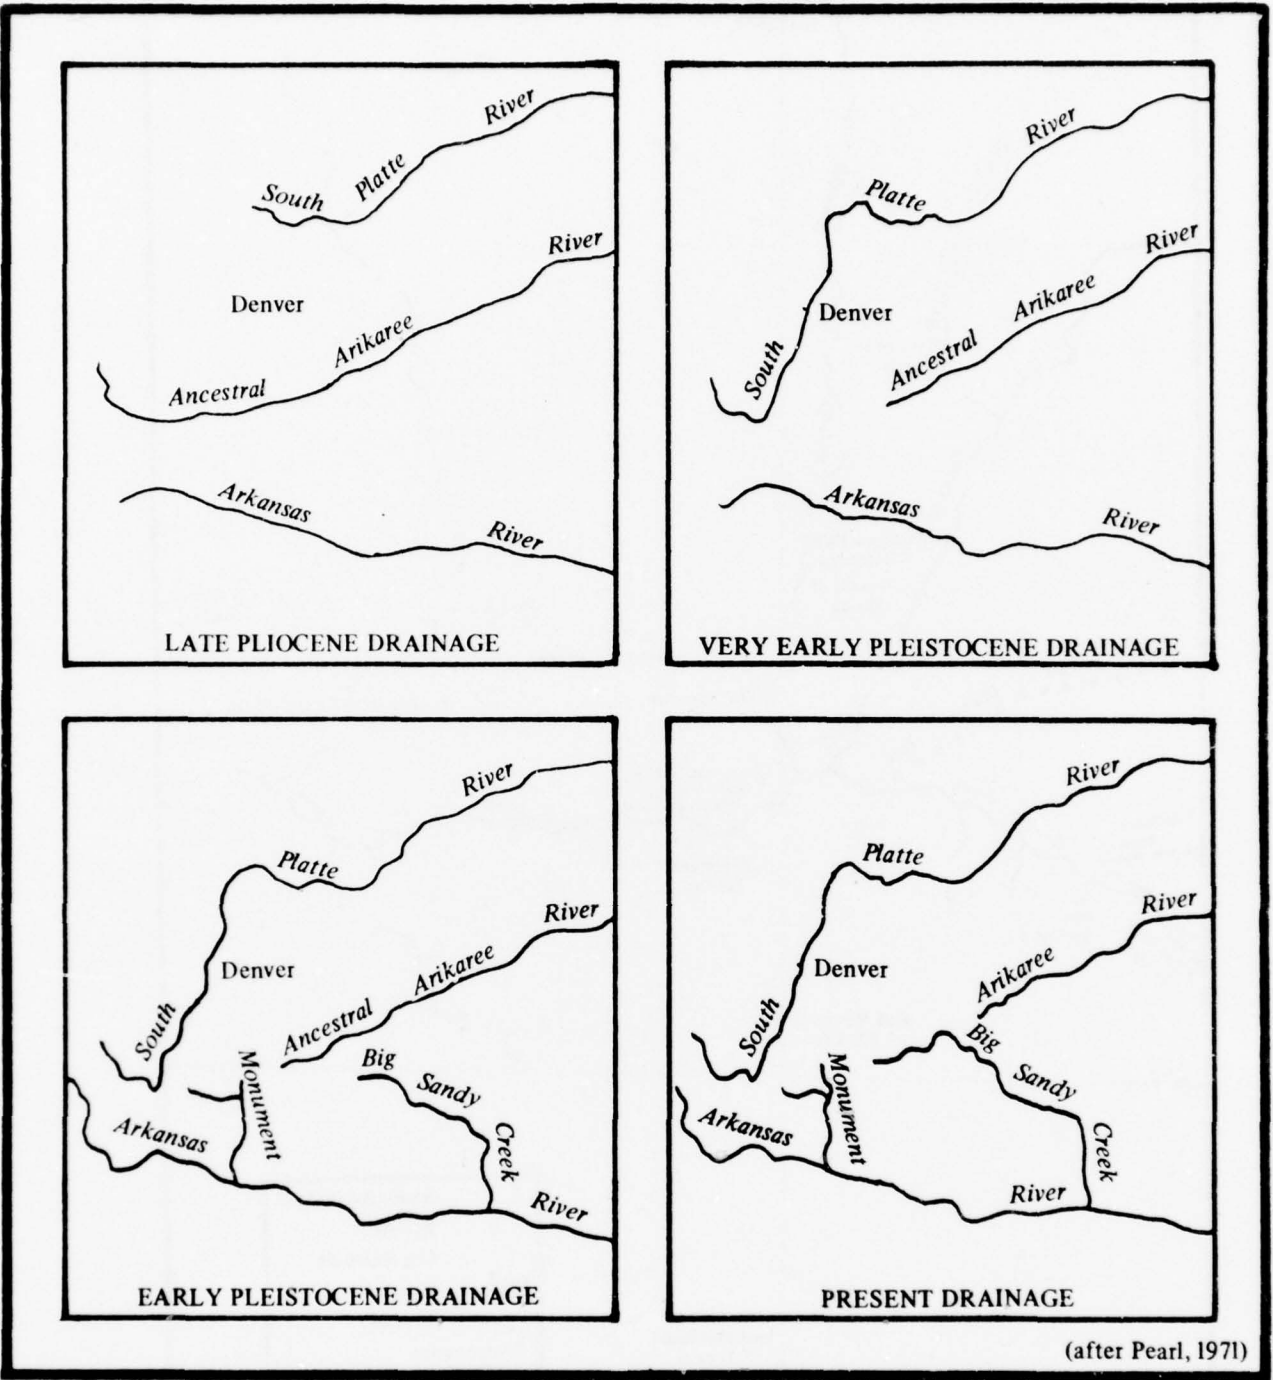 South Platte River
Denver
Ancestral Arikaree River
Arkansas River
LATE PLIOCENE DRAINAGE
South Platte River
Denver
Ancestral Arikaree River
Arkansas River
VERY EARLY PLEISTOCENE DRAINAGE
South Platte River
Denver
Ancestral Arikaree River
Monument
Big Sandy Creek
Arkansas River
EARLY PLEISTOCENE DRAINAGE
South Platte River
Denver
Arikaree River
Monument
Big Sandy Creek
Arkansas River
PRESENT DRAINAGE
(after Pearl, 1971)